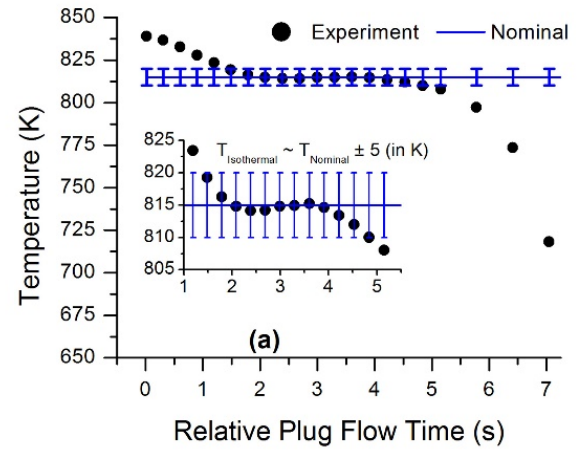 850
825
800
775
750
725
700
675
650
Temperature (K)
Experiment
Nominal
825
820
815
810
805
T_Isothermal ~ T_Nominal ± 5 (in K)
1 2 3 4 5
(a)
0 1 2 3 4 5 6 7
Relative Plug Flow Time (s)